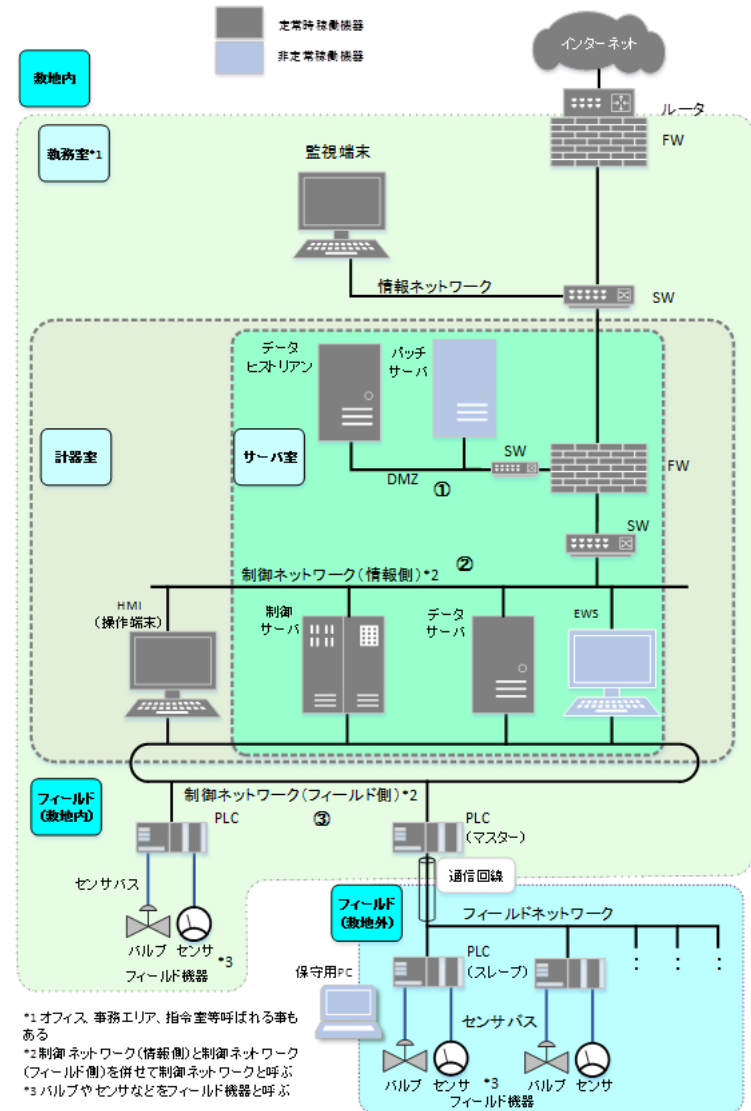 定常時稼働機器
非定常稼働機器
インターネット
敷地内
ルータ
FW
執務室*1
監視端末
情報ネットワーク
SW
データ
ヒストリアン
パッチ
サーバ
計器室
サーバ室
SW
FW
DMZ
①
SW
②
制御ネットワーク(情報側)*2
HMI
(操作端末)
制御
サーバ
データ
サーバ
EWS
フィールド
(敷地内)
制御ネットワーク(フィールド側)*2
③
PLC
PLC
(マスター)
センサバス
通信回線
バルブ
センサ
*3
フィールド機器
フィールド
(敷地外)
フィールドネットワーク
保守用PC
PLC
(スレーブ)
:
:
:
センサバス
バルブ
センサ
*3
バルブ
センサ
フィールド機器
*1 オフィス、事務エリア、指令室等呼ばれる事も
ある
*2 制御ネットワーク(情報側)と制御ネットワーク
(フィールド側)を併せて制御ネットワークと呼ぶ
*3 バルブやセンサなどをフィールド機器と呼ぶ